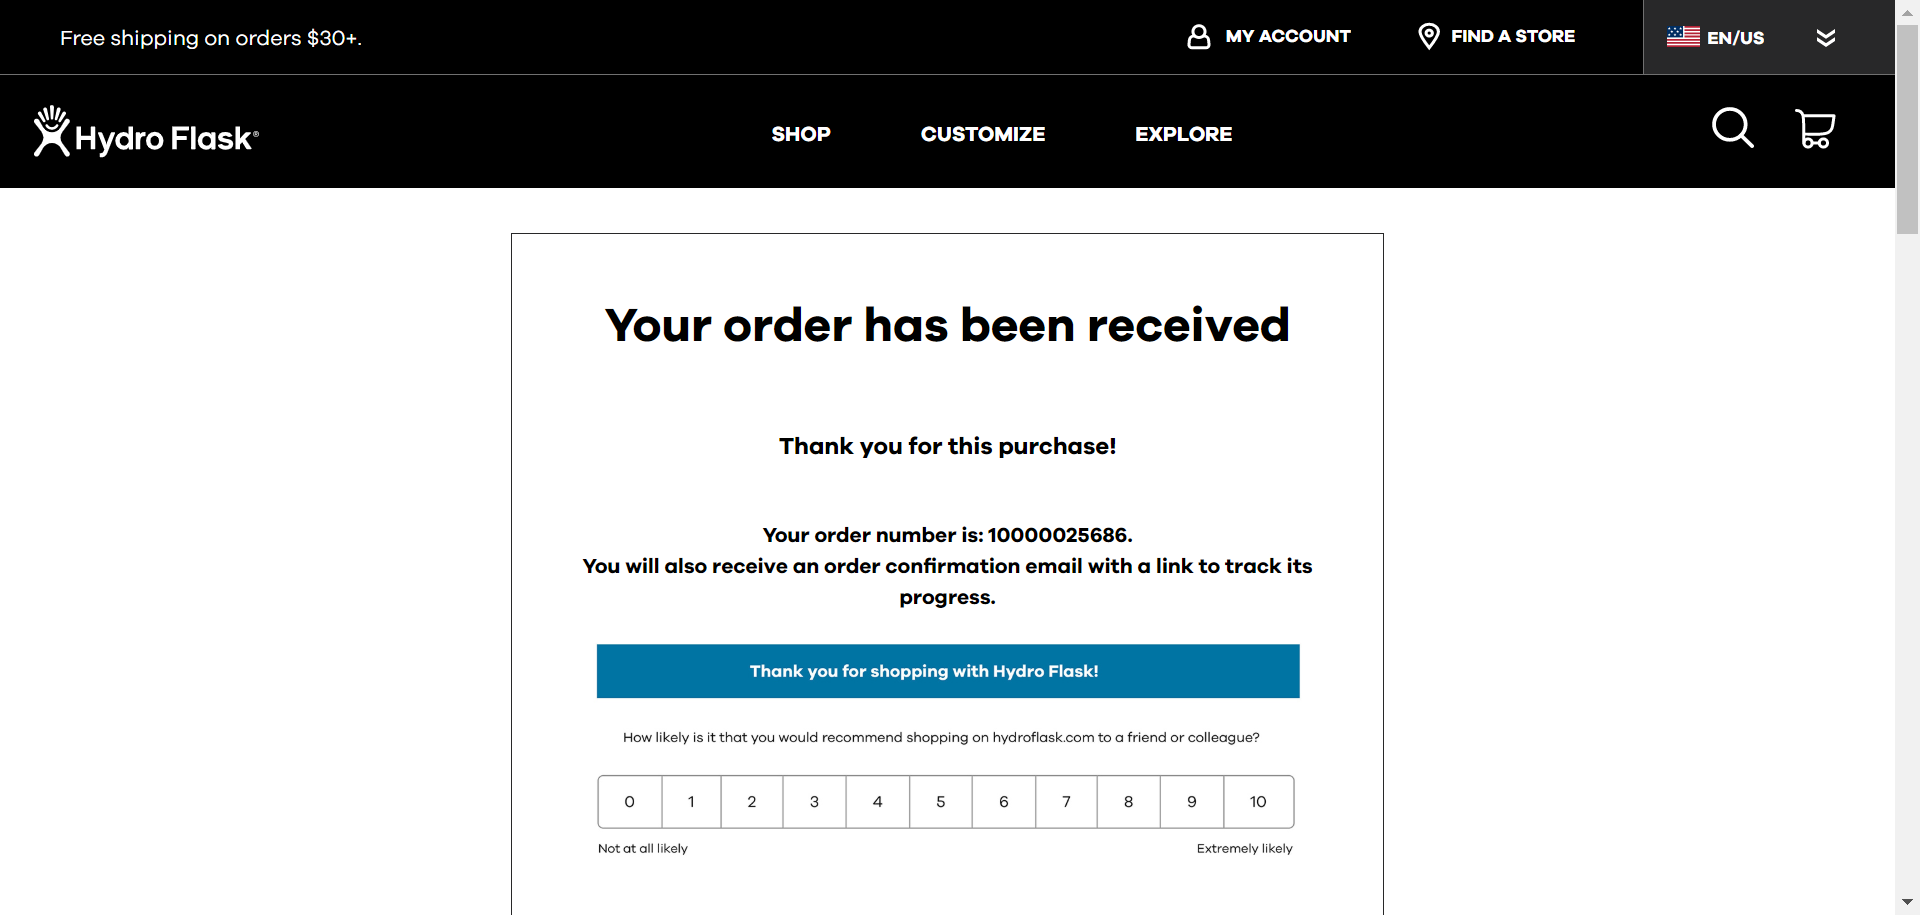 Free shipping on orders $30+.
MY ACCOUNT
FIND A STORE
EN/US
Hydro Flask®
SHOP
CUSTOMIZE
EXPLORE
Your order has been received
Thank you for this purchase!
Your order number is: 10000025686.
You will also receive an order confirmation email with a link to track its
progress.
Thank you for shopping with Hydro Flask!
How likely is it that you would recommend shopping on hydroflask.com to a friend or colleague?
0 1 2 3 4 5 6 7 8 9 10
Not at all likely
Extremely likely